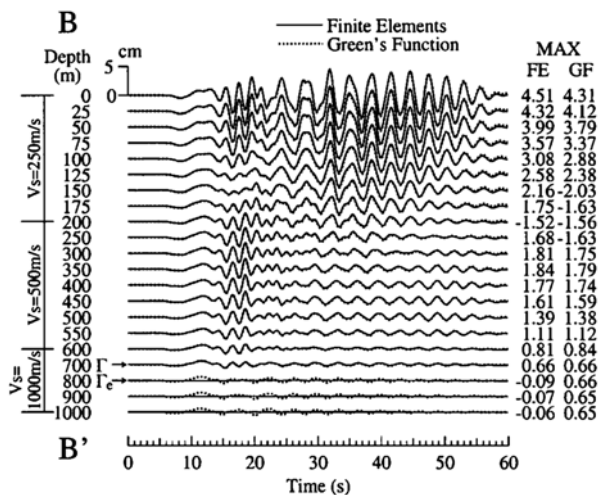 B
Finite Elements
Green's Function
Depth
(m)
5
cm
0
MAX
FE GF
0 4.51 4.31
25 4.32 4.12
50 3.99 3.79
75 3.57 3.37
100 3.08 2.88
125 2.58 2.38
150 2.16 -2.03
175 1.75 -1.63
200 -1.52 -1.56
250 1.68 -1.63
300 1.81 1.75
350 1.84 1.79
400 1.77 1.74
450 1.61 1.59
500 1.39 1.38
550 1.11 1.12
600 0.81 0.84
700 Γ 0.66 0.66
800 Γe -0.09 0.66
900 -0.07 0.65
1000 -0.06 0.65
Vs=250m/s
Vs=500m/s
Vs=
1000m/s
B'
0 10 20 30 40 50 60
Time (s)